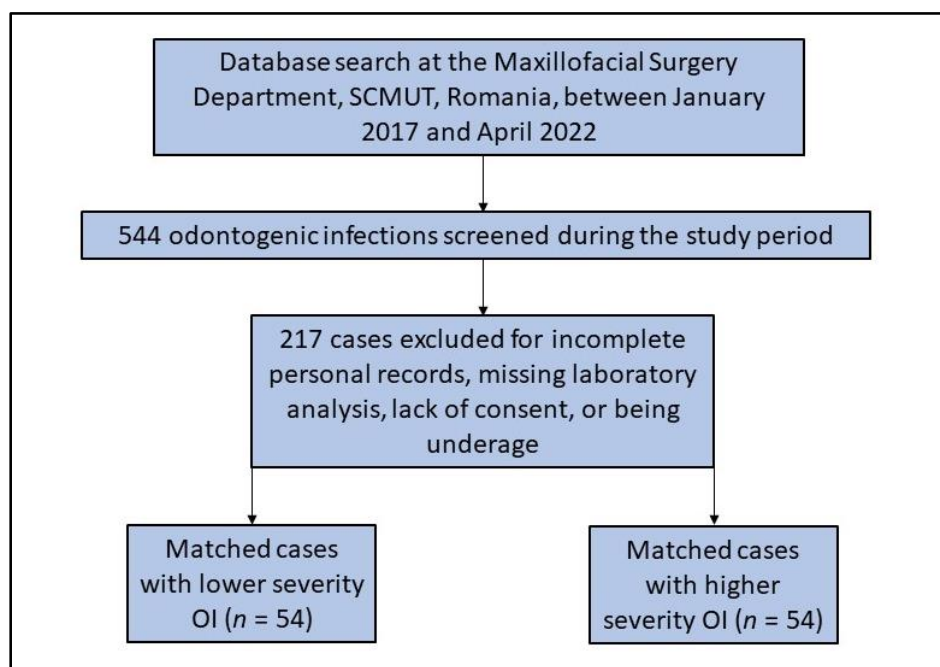 Database search at the Maxillofacial Surgery
Department, SCMUT, Romania, between January
2017 and April 2022
544 odontogenic infections screened during the study period
217 cases excluded for incomplete
personal records, missing laboratory
analysis, lack of consent, or being
underage
Matched cases
with lower severity
OI (n = 54)
Matched cases
with higher
severity OI (n = 54)